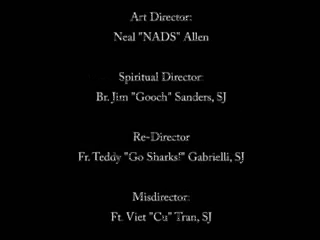 Art Director:
Neal "NADS" Allen
Spiritual Director:
Br. Jim "Gooch" Sanders, SJ
Re-Director
Fr. Teddy "Go Sharks!" Gabrielli, SJ
Misdirector:
Ft. Viet "Cu" Tran, SJ